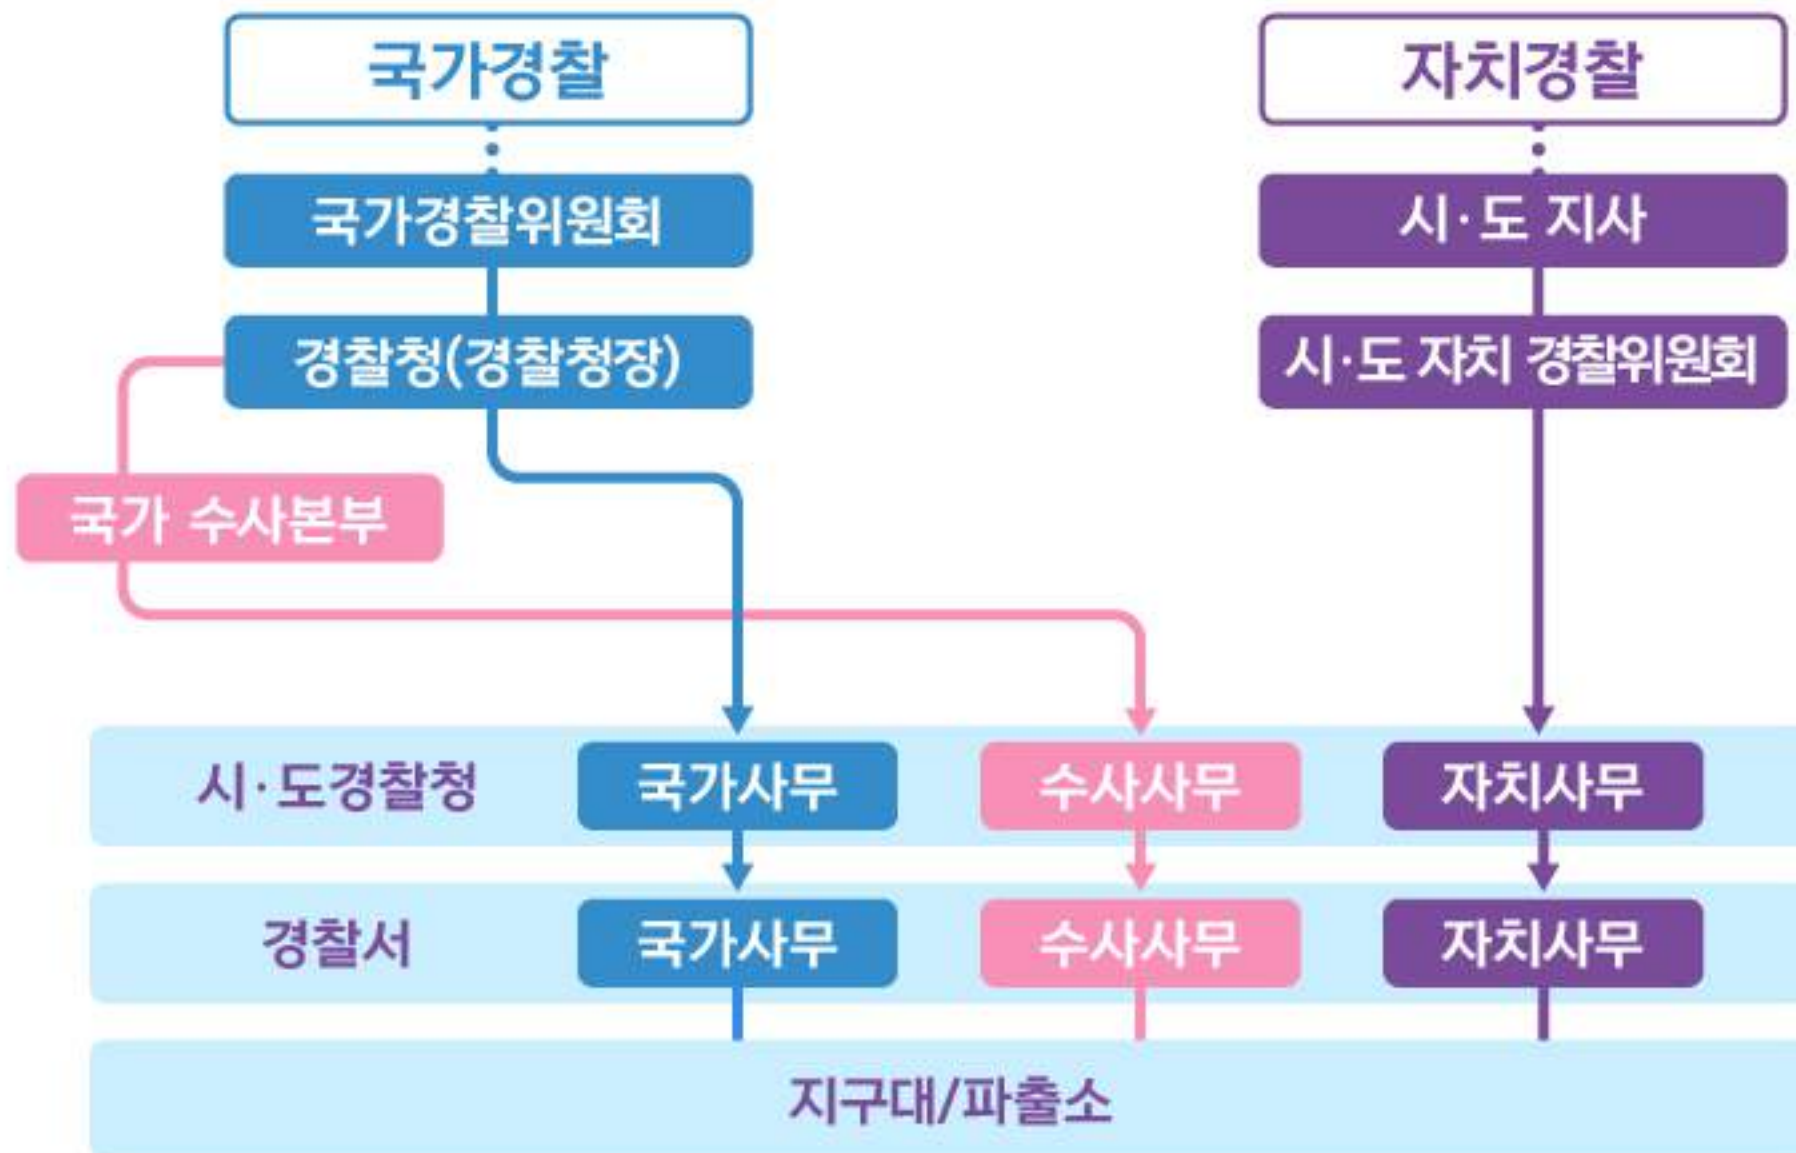 국가경찰
자치경찰
국가경찰위원회
시·도 지사
경찰청(경찰청장)
시·도 자치 경찰위원회
국가 수사본부
시·도경찰청
국가사무
수사사무
자치사무
경찰서
국가사무
수사사무
자치사무
지구대/파출소